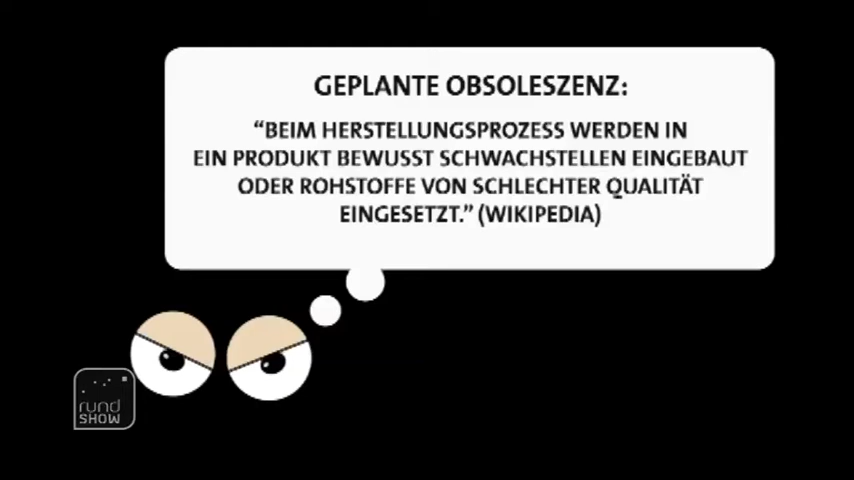 GEPLANTE OBSOLESZENZ:
“BEIM HERSTELLUNGSPROZESS WERDEN IN
EIN PRODUKT BEWUSST SCHWACHSTELLEN EINGEBAUT
ODER ROHSTOFFE VON SCHLECHTER QUALITÄT
EINGESETZT.” (WIKIPEDIA)
rund
SHOW